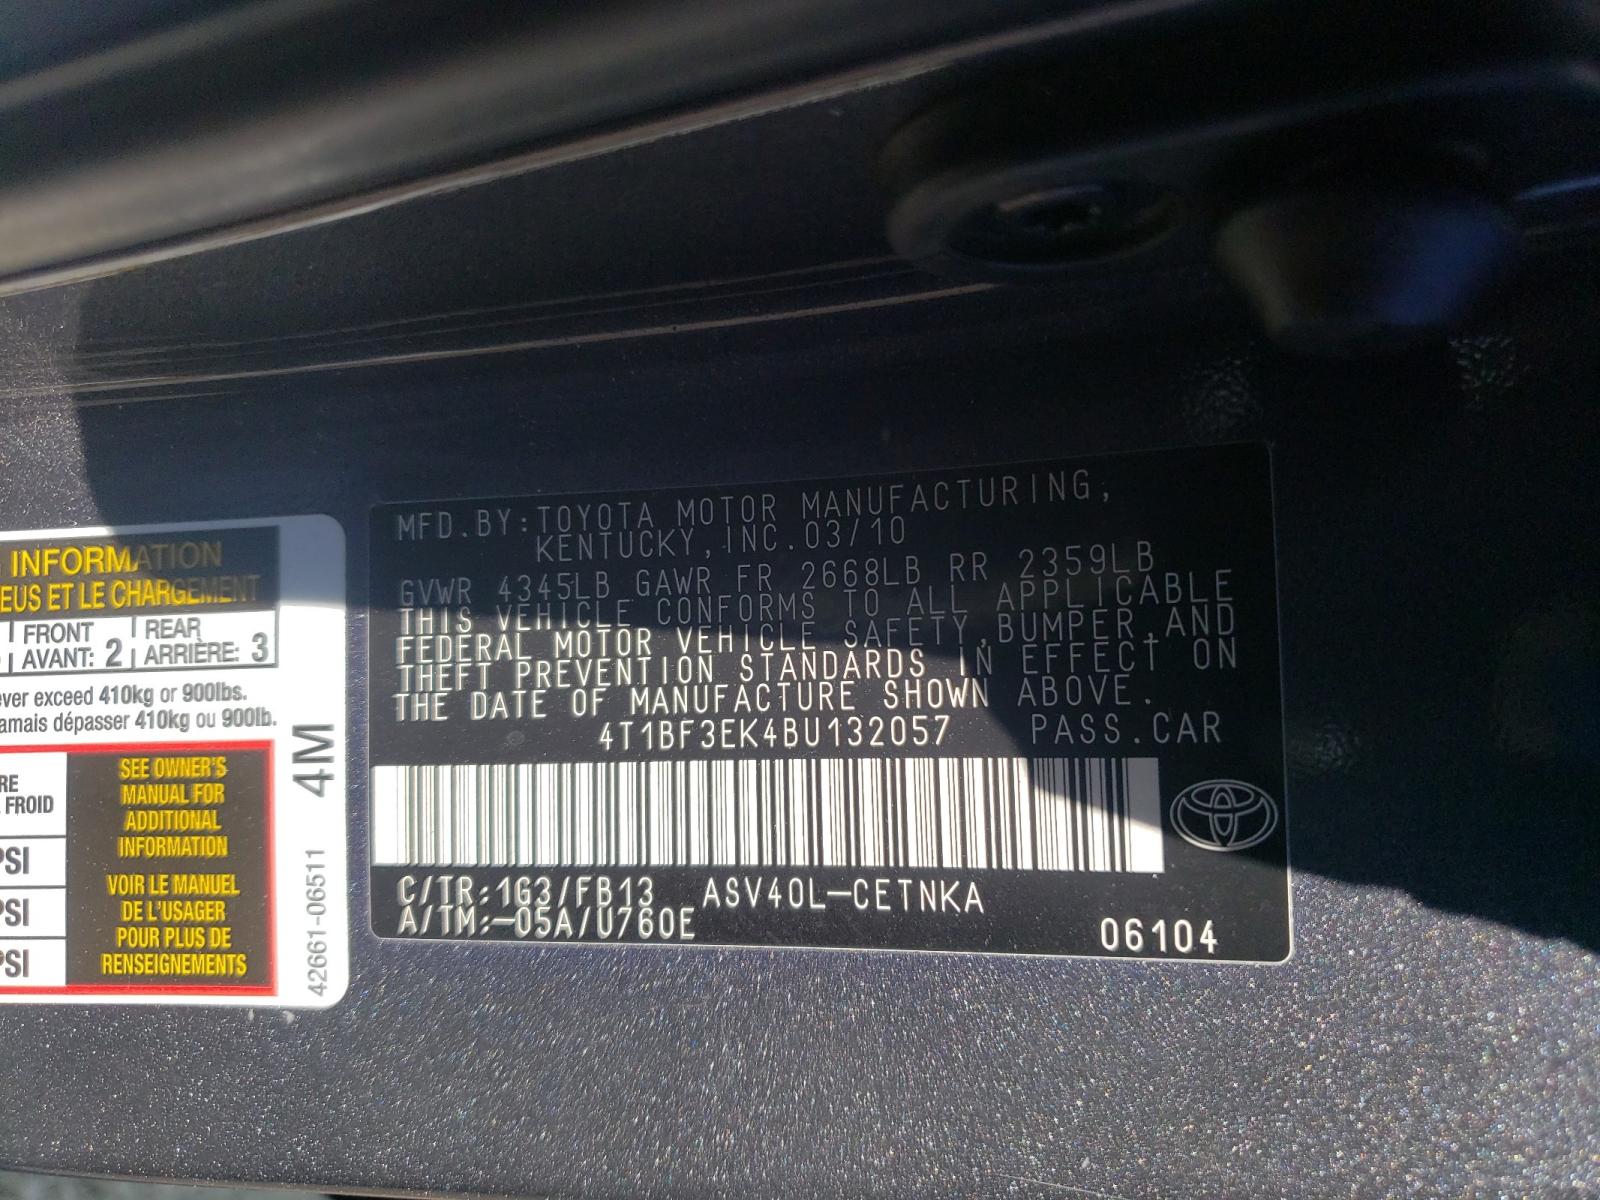 INFORMATION
EUS ET LE CHARGEMENT
FRONT REAR
AVANT: 2 ARRIÈRE: 3
ever exceed 410kg or 900lbs.
amais dépasser 410kg ou 900lb.
RE
FROID
PSI
PSI
PSI
SEE OWNER'S
MANUAL FOR
ADDITIONAL
INFORMATION
VOIR LE MANUEL
DE L'USAGER
POUR PLUS DE
RENSEIGNEMENTS
42661-06511 4M
MFD.BY:TOYOTA MOTOR MANUFACTURING,
KENTUCKY,INC.03/10
GVWR 4345LB GAWR FR 2668LB RR 2359LB
THIS VEHICLE CONFORMS TO ALL APPLICABLE
FEDERAL MOTOR VEHICLE SAFETY,BUMPER,AND
THEFT PREVENTION STANDARDS IN EFFECT ON
THE DATE OF MANUFACTURE SHOWN ABOVE.
4T1BF3EK4BU132057 PASS.CAR
C/TR:1G3/FB13 ASV40L-CETNKA
A/TM:-05A/U760E
06104